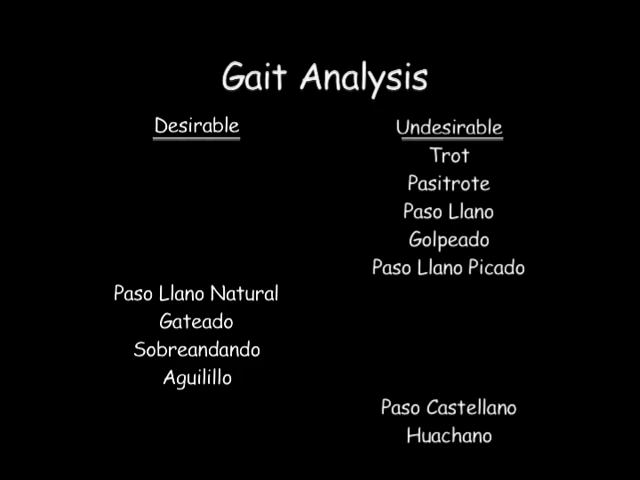 Gait Analysis
Desirable
Undesirable
Trot
Pasitrote
Paso Llano
Golpeado
Paso Llano Picado
Paso Llano Natural
Gateado
Sobreandando
Aguilillo
Paso Castellano
Huachano